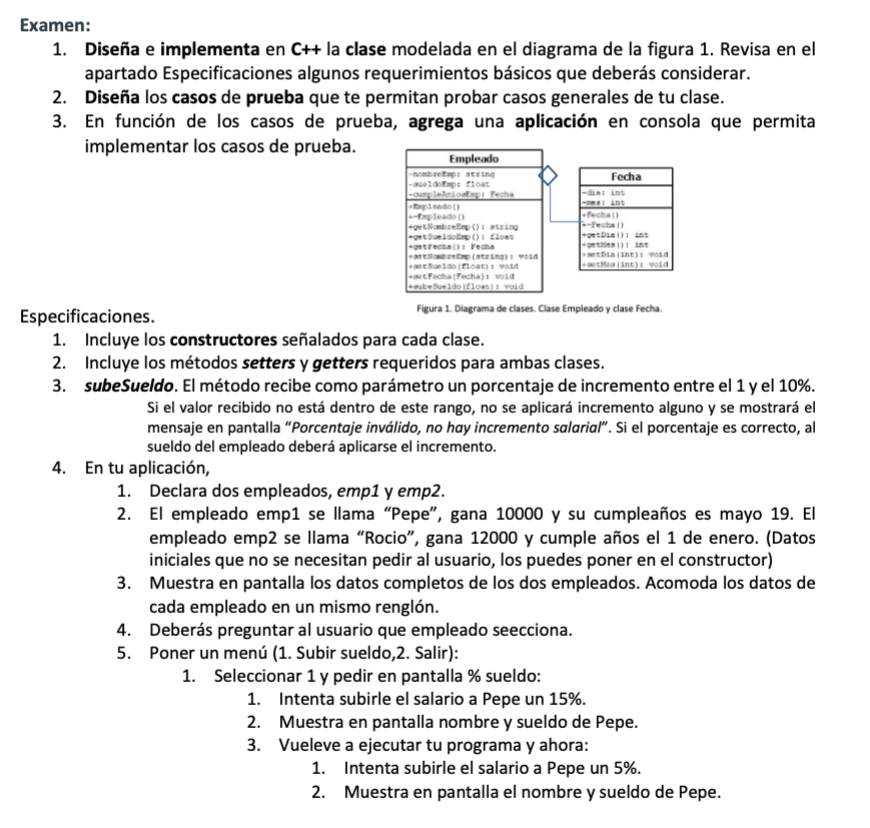 Examen:
1. Diseña e implementa en C++ la clase modelada en el diagrama de la figura 1. Revisa en el
apartado Especificaciones algunos requerimientos básicos que deberás considerar.
2. Diseña los casos de prueba que te permitan probar casos generales de tu clase.
3. En función de los casos de prueba, agrega una aplicación en consola que permita
implementar los casos de prueba.
Empleado
-nombreEmp: string
-sueldoEmp: float
-cumpleAniosEmp: Fecha
+Empleado()
+~Empleado()
+getNombreEmp(): string
+getSueldoEmp(): float
+getFecha(): Fecha
+setNombreEmp(string): void
+setSueldo(float): void
+setFecha(Fecha): void
+subeSueldo(float): void
Fecha
-dia: int
-mes: int
+Fecha()
+~Fecha()
+getDia(): int
+getMes(): int
+setDia(int): void
+setMes(int): void
Figura 1. Diagrama de clases. Clase Empleado y clase Fecha.
Especificaciones.
1. Incluye los constructores señalados para cada clase.
2. Incluye los métodos setters y getters requeridos para ambas clases.
3. subeSueldo. El método recibe como parámetro un porcentaje de incremento entre el 1 y el 10%.
Si el valor recibido no está dentro de este rango, no se aplicará incremento alguno y se mostrará el
mensaje en pantalla “Porcentaje inválido, no hay incremento salarial”. Si el porcentaje es correcto, al
sueldo del empleado deberá aplicarse el incremento.
4. En tu aplicación,
1. Declara dos empleados, emp1 y emp2.
2. El empleado emp1 se llama “Pepe”, gana 10000 y su cumpleaños es mayo 19. El
empleado emp2 se llama “Rocio”, gana 12000 y cumple años el 1 de enero. (Datos
iniciales que no se necesitan pedir al usuario, los puedes poner en el constructor)
3. Muestra en pantalla los datos completos de los dos empleados. Acomoda los datos de
cada empleado en un mismo renglón.
4. Deberás preguntar al usuario que empleado seecciona.
5. Poner un menú (1. Subir sueldo,2. Salir):
1. Seleccionar 1 y pedir en pantalla % sueldo:
1. Intenta subirle el salario a Pepe un 15%.
2. Muestra en pantalla nombre y sueldo de Pepe.
3. Vueleve a ejecutar tu programa y ahora:
1. Intenta subirle el salario a Pepe un 5%.
2. Muestra en pantalla el nombre y sueldo de Pepe.